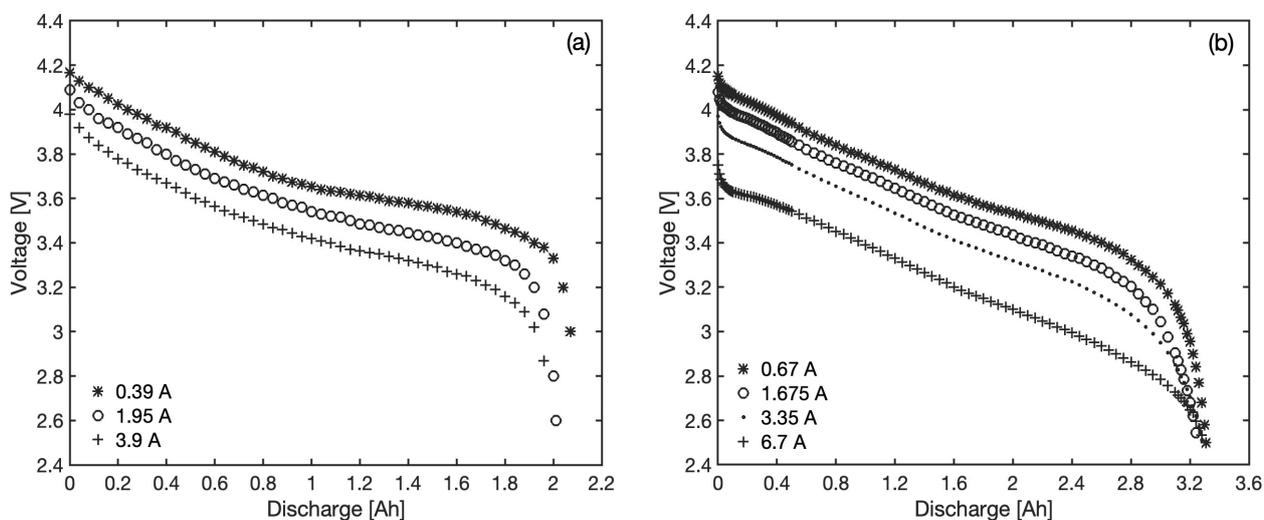 (a)
Voltage [V]
4.4
4.2
4
3.8
3.6
3.4
3.2
3
2.8
2.6
2.4
0.39 A
1.95 A
3.9 A
0 0.2 0.4 0.6 0.8 1 1.2 1.4 1.6 1.8 2 2.2
Discharge [Ah]
(b)
Voltage [V]
4.4
4.2
4
3.8
3.6
3.4
3.2
3
2.8
2.6
2.4
0.67 A
1.675 A
3.35 A
6.7 A
0 0.4 0.8 1.2 1.6 2 2.4 2.8 3.2 3.6
Discharge [Ah]